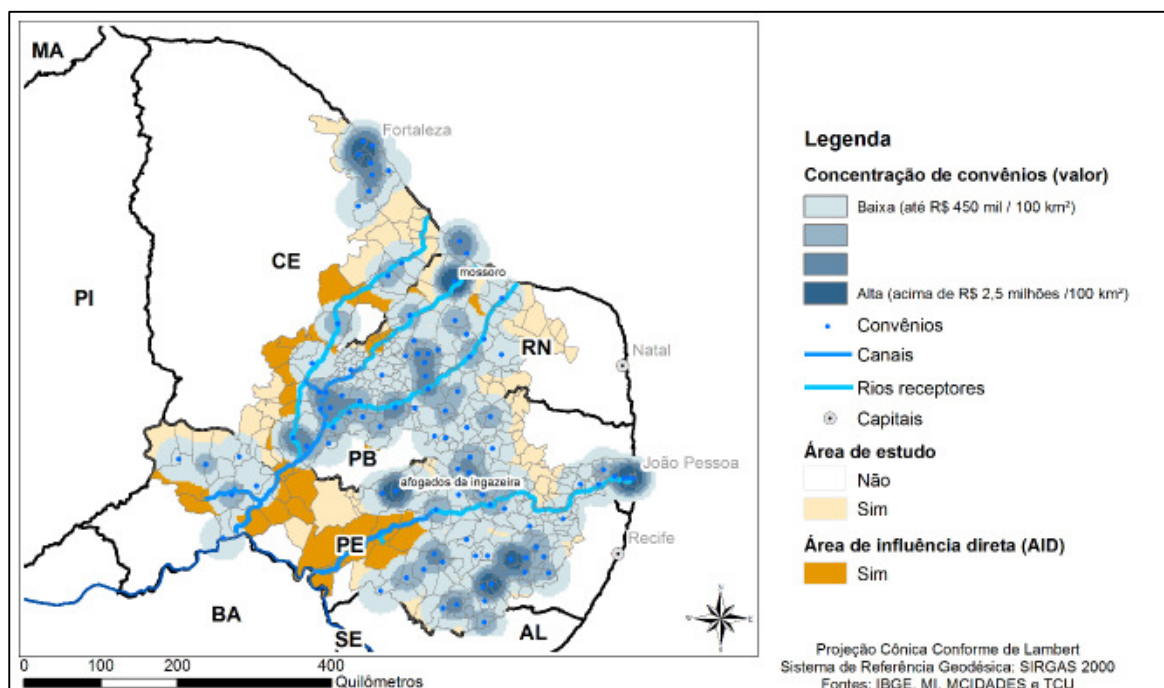 MA
Fortaleza
CE
mossoro
PI
RN
Natal
PB
João Pessoa
afogados da ingazeira
PE
Recife
BA
SE
AL
0 100 200 400
Quilômetros
Legenda
Concentração de convênios (valor)
Baixa (até R$ 450 mil / 100 km²)
Alta (acima de R$ 2,5 milhões /100 km²)
Convênios
Canais
Rios receptores
Capitais
Área de estudo
Não
Sim
Área de influência direta (AID)
Sim
Projeção Cônica Conforme de Lambert
Sistema de Referência Geodésica: SIRGAS 2000
Fontes: IBGE, MI, MCIDADES e TCU